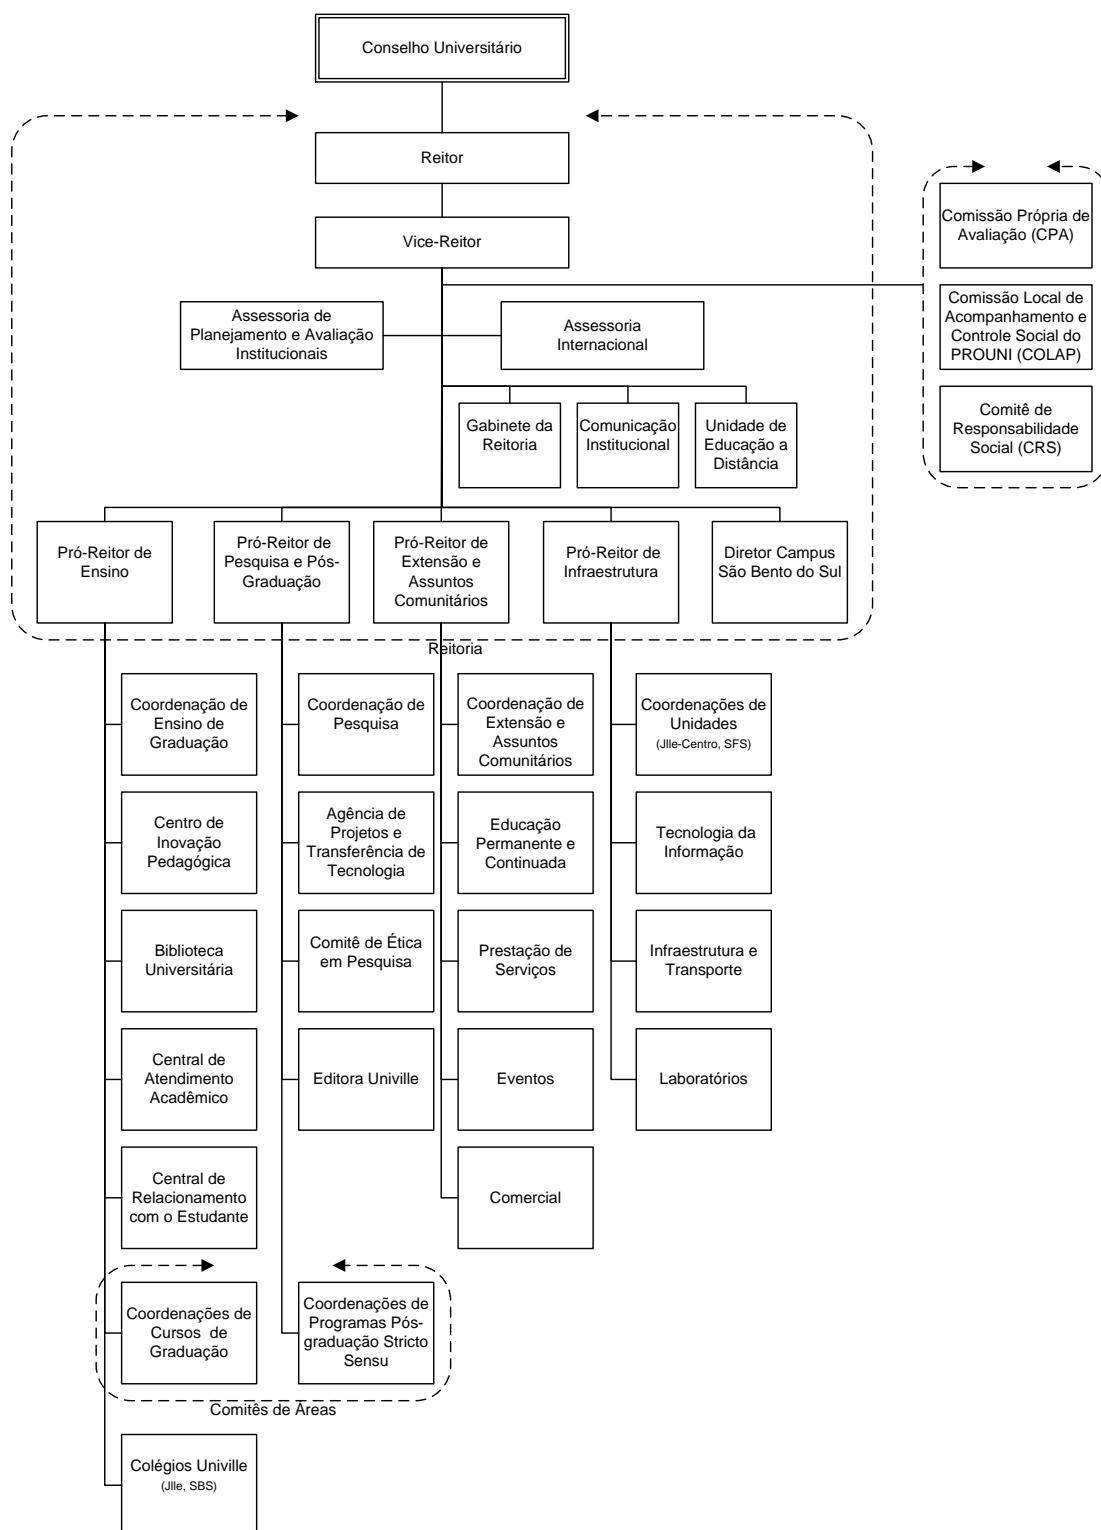 Conselho Universitário
Reitor
Vice-Reitor
Comissão Própria de
Avaliação (CPA)
Comissão Local de
Acompanhamento e
Controle Social do
PROUNI (COLAP)
Comitê de
Responsabilidade
Social (CRS)
Assessoria de
Planejamento e Avaliação
Institucionais
Assessoria
Internacional
Gabinete da
Reitoria
Comunicação
Institucional
Unidade de
Educação a
Distância
Pró-Reitor de
Ensino
Pró-Reitor de
Pesquisa e Pós-
Graduação
Pró-Reitor de
Extensão e
Assuntos
Comunitários
Pró-Reitor de
Infraestrutura
Diretor Campus
São Bento do Sul
Reitoria
Coordenação de
Ensino de
Graduação
Coordenação de
Pesquisa
Coordenação de
Extensão e
Assuntos
Comunitários
Coordenações de
Unidades
(Jlle-Centro, SFS)
Centro de
Inovação
Pedagógica
Agência de
Projetos e
Transferência de
Tecnologia
Educação
Permanente e
Continuada
Tecnologia da
Informação
Biblioteca
Universitária
Comitê de Ética
em Pesquisa
Prestação de
Serviços
Infraestrutura e
Transporte
Central de
Atendimento
Acadêmico
Editora Univille
Eventos
Laboratórios
Central de
Relacionamento
com o Estudante
Comercial
Coordenações de
Cursos de
Graduação
Coordenações de
Programas Pós-
graduação Stricto
Sensu
Comitês de Áreas
Colégios Univille
(Jlle, SBS)